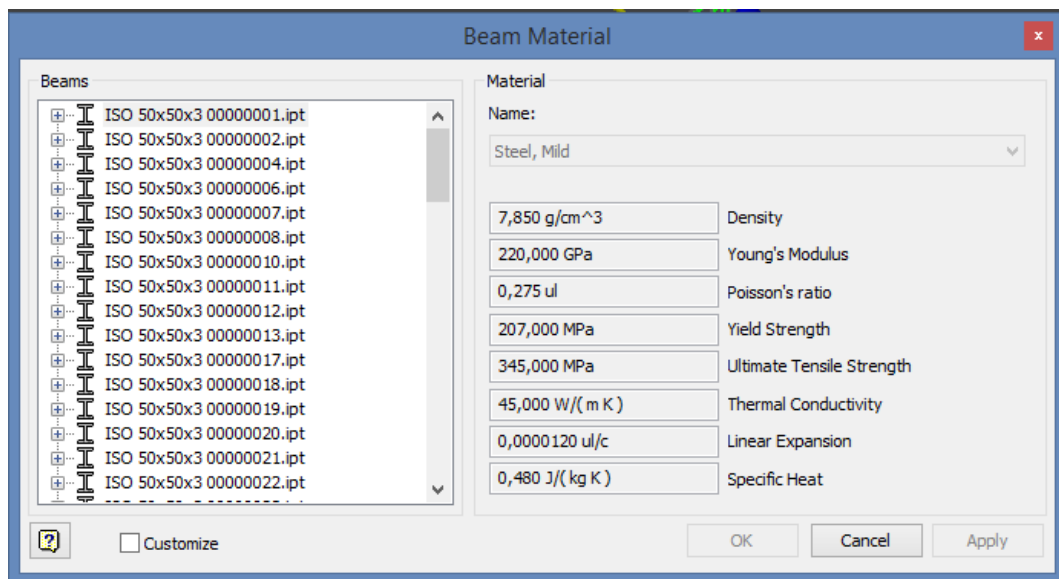 Beam Material
x
Beams
ISO 50x50x3 00000001.ipt
ISO 50x50x3 00000002.ipt
ISO 50x50x3 00000004.ipt
ISO 50x50x3 00000006.ipt
ISO 50x50x3 00000007.ipt
ISO 50x50x3 00000008.ipt
ISO 50x50x3 00000010.ipt
ISO 50x50x3 00000011.ipt
ISO 50x50x3 00000012.ipt
ISO 50x50x3 00000013.ipt
ISO 50x50x3 00000017.ipt
ISO 50x50x3 00000018.ipt
ISO 50x50x3 00000019.ipt
ISO 50x50x3 00000020.ipt
ISO 50x50x3 00000021.ipt
ISO 50x50x3 00000022.ipt
Material
Name:
Steel, Mild
7,850 g/cm^3 Density
220,000 GPa Young's Modulus
0,275 ul Poisson's ratio
207,000 MPa Yield Strength
345,000 MPa Ultimate Tensile Strength
45,000 W/( m K ) Thermal Conductivity
0,0000120 ul/c Linear Expansion
0,480 J/( kg K ) Specific Heat
? Customize OK Cancel Apply